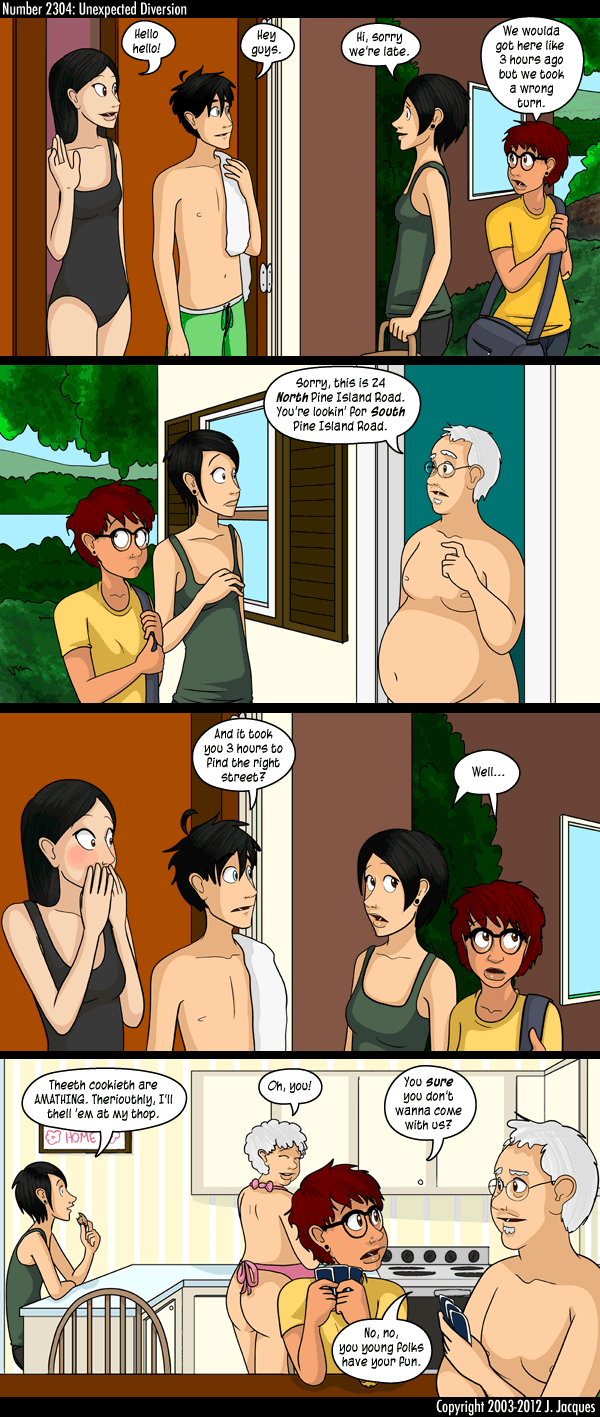 Number 2304: Unexpected Diversion
Hello
hello!
Hey
guys.
Hi, sorry
we're late.
We woulda
got here like
3 hours ago
but we took
a wrong
turn.
Sorry, this is 24
North Pine Island Road.
You're lookin' for South
Pine Island Road.
And it took
you 3 hours to
find the right
street?
Well...
Theeth cookieth are
AMATHING. Theriouthly, I'll
thell 'em at my thop.
HOME
Oh, you!
You sure
you don't
wanna come
with us?
No, no,
you young folks
have your fun.
Copyright 2003-2012 J. Jacques